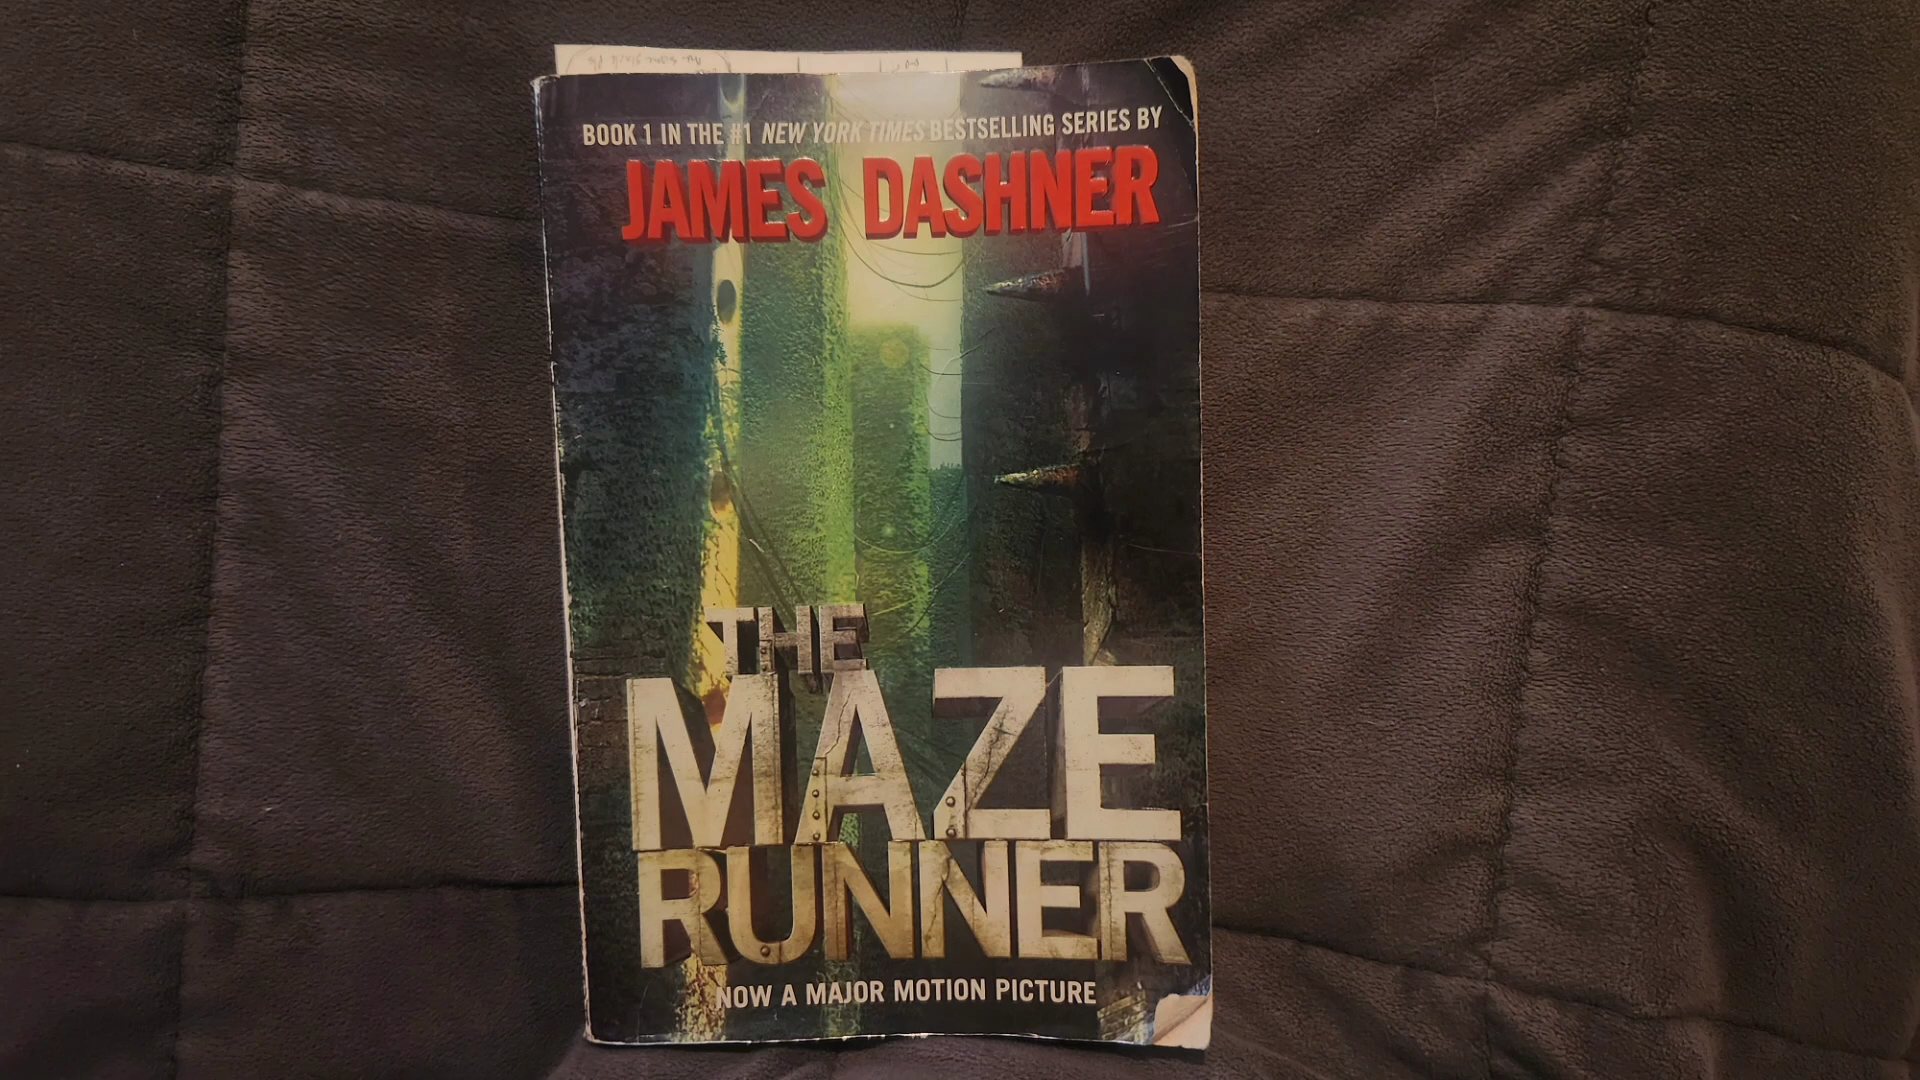 BOOK 1 IN THE #1 NEW YORK TIMES BESTSELLING SERIES BY
JAMES DASHNER
THE
MAZE
RUNNER
NOW A MAJOR MOTION PICTURE